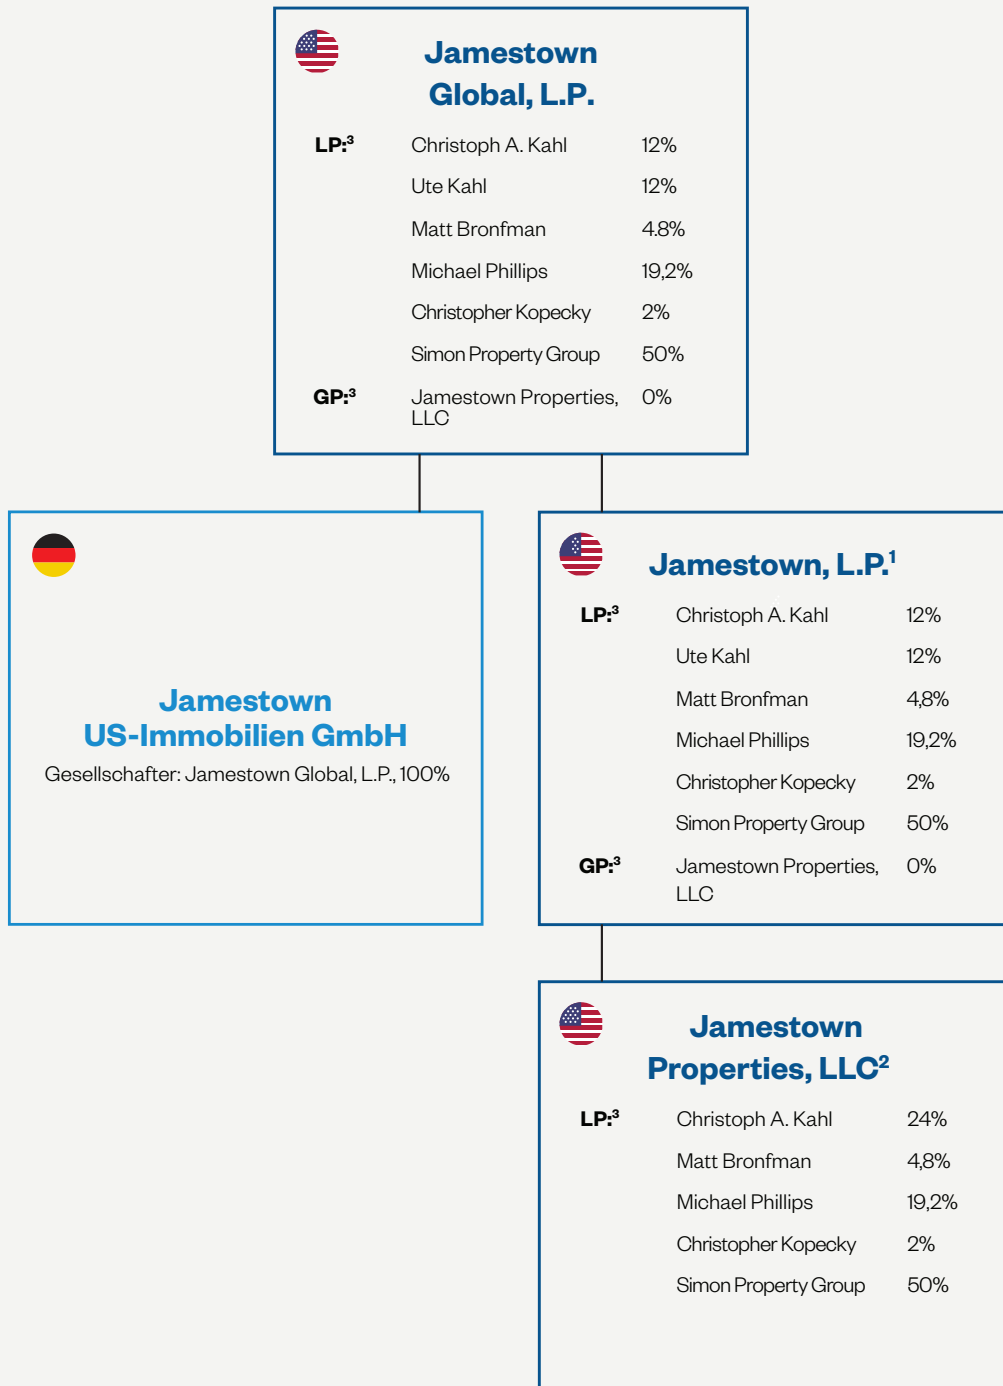 Jamestown
Global, L.P.
LP:³ Christoph A. Kahl 12%
Ute Kahl 12%
Matt Bronfman 4.8%
Michael Phillips 19,2%
Christopher Kopecky 2%
Simon Property Group 50%
GP:³ Jamestown Properties, 0%
LLC
Jamestown
US-Immobilien GmbH
Gesellschafter: Jamestown Global, L.P., 100%
Jamestown, L.P.¹
LP:³ Christoph A. Kahl 12%
Ute Kahl 12%
Matt Bronfman 4,8%
Michael Phillips 19,2%
Christopher Kopecky 2%
Simon Property Group 50%
GP:³ Jamestown Properties, 0%
LLC
Jamestown
Properties, LLC²
LP:³ Christoph A. Kahl 24%
Matt Bronfman 4,8%
Michael Phillips 19,2%
Christopher Kopecky 2%
Simon Property Group 50%